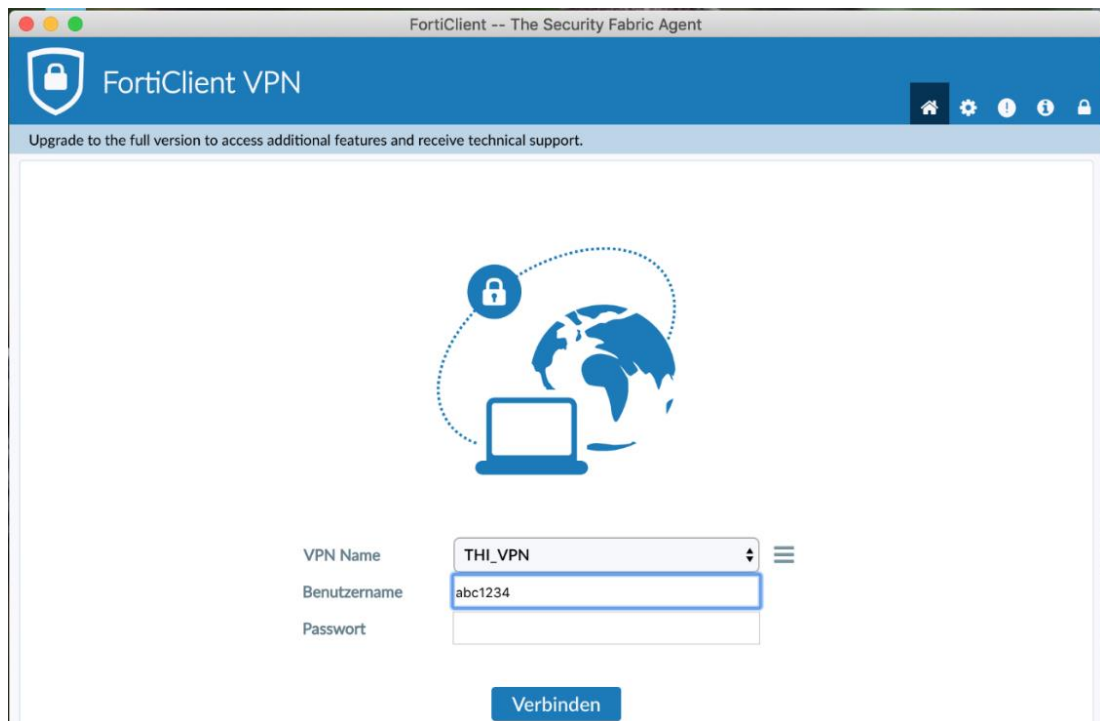 FortiClient -- The Security Fabric Agent
FortiClient VPN
Upgrade to the full version to access additional features and receive technical support.
VPN Name
THI_VPN
Benutzername
abc1234
Passwort
Verbinden